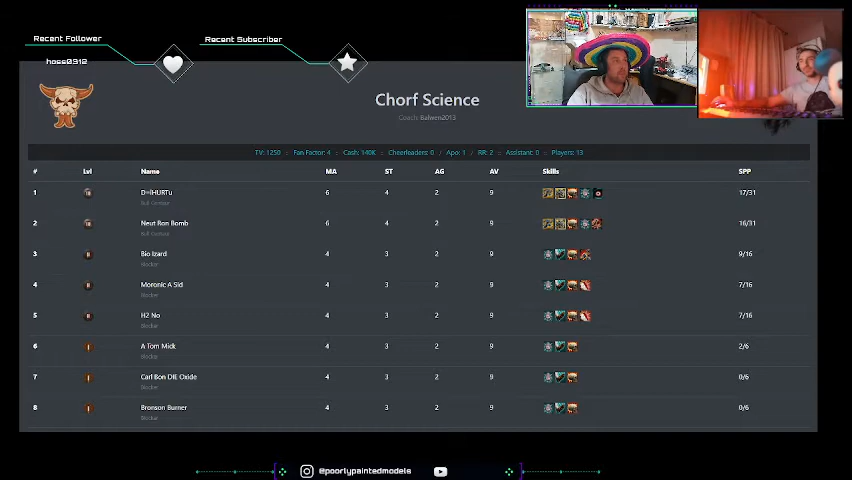 Recent Follower
Recent Subscriber
hoss0912
Chorf Science
Coach: Balwen2013
TV: 1250 :: Fan Factor: 4 :: Cash: 140K :: Cheerleaders: 0 / Apo: 1 / RR: 2 :: Assistant: 0 :: Players: 13
# Lvl Name MA ST AG AV Skills SPP
1 6 4 2 9 17/31
Bull Centaur
2 Neut Ron Bomb 6 4 2 9 16/31
Bull Centaur
3 Bio Izard 4 3 2 9 9/16
Blocker
4 Moronic A Sid 4 3 2 9 7/16
Blocker
5 H2 No 4 3 2 9 7/16
Blocker
6 A Tom Mick 4 3 2 9 2/6
Blocker
7 Carl Bon DIE Oxide 4 3 2 9 0/6
Blocker
8 Bronson Burner 4 3 2 9 0/6
Blocker
@poorlypaintedmodels